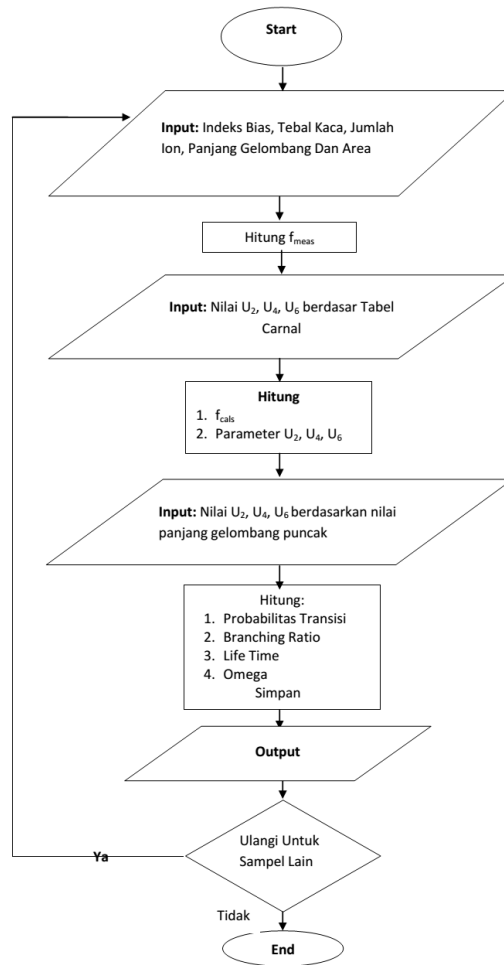 Start
Input: Indeks Bias, Tebal Kaca, Jumlah
Ion, Panjang Gelombang Dan Area
Hitung fmeas
Input: Nilai U2, U4, U6 berdasar Tabel
Carnal
Hitung
1. fcals
2. Parameter U2, U4, U6
Input: Nilai U2, U4, U6 berdasarkan nilai
panjang gelombang puncak
Hitung:
1. Probabilitas Transisi
2. Branching Ratio
3. Life Time
4. Omega
Simpan
Output
Ulangi Untuk
Sampel Lain
Ya
Tidak
End